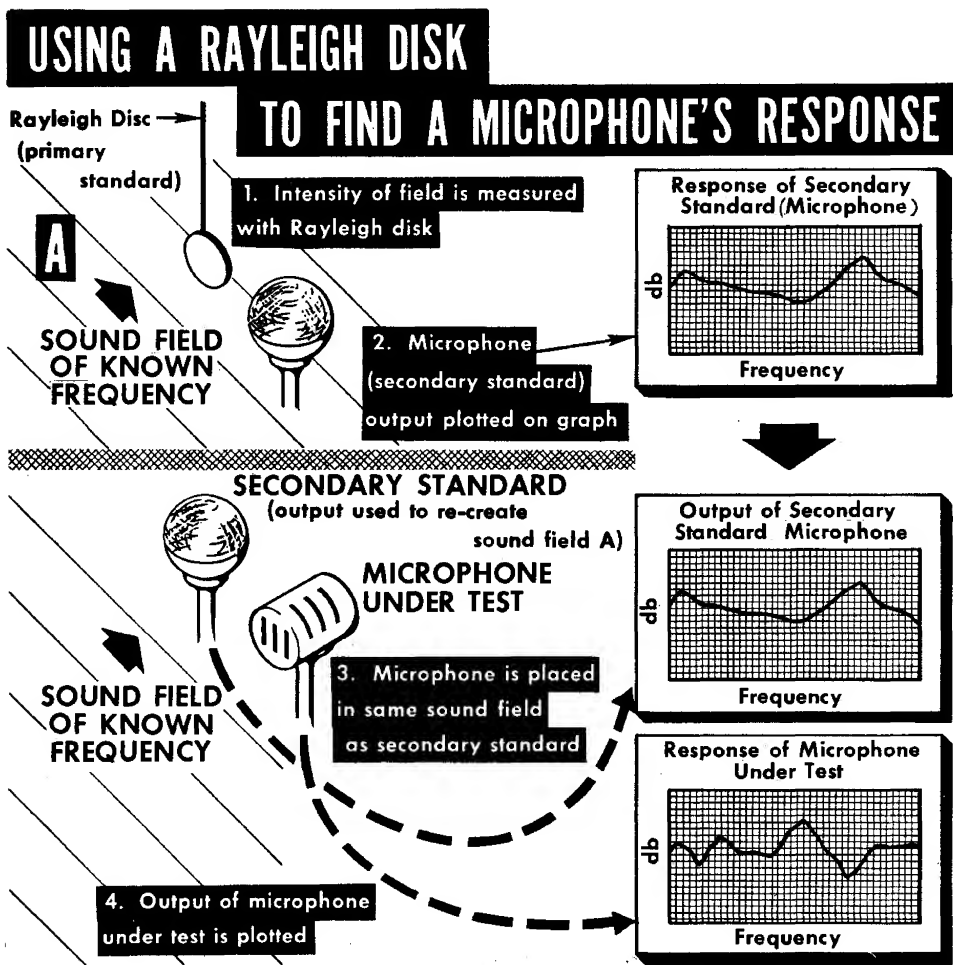 USING A RAYLEIGH DISK
TO FIND A MICROPHONE'S RESPONSE
Rayleigh Disc
(primary
standard)
1. Intensity of field is measured
with Rayleigh disk
A
SOUND FIELD
OF KNOWN
FREQUENCY
2. Microphone
(secondary standard)
output plotted on graph
Response of Secondary
Standard (Microphone)
db
Frequency
SECONDARY STANDARD
(output used to re-create
sound field A)
MICROPHONE
UNDER TEST
SOUND FIELD
OF KNOWN
FREQUENCY
3. Microphone is placed
in same sound field
as secondary standard
Output of Secondary
Standard Microphone
db
Frequency
4. Output of microphone
under test is plotted
Response of Microphone
Under Test
db
Frequency